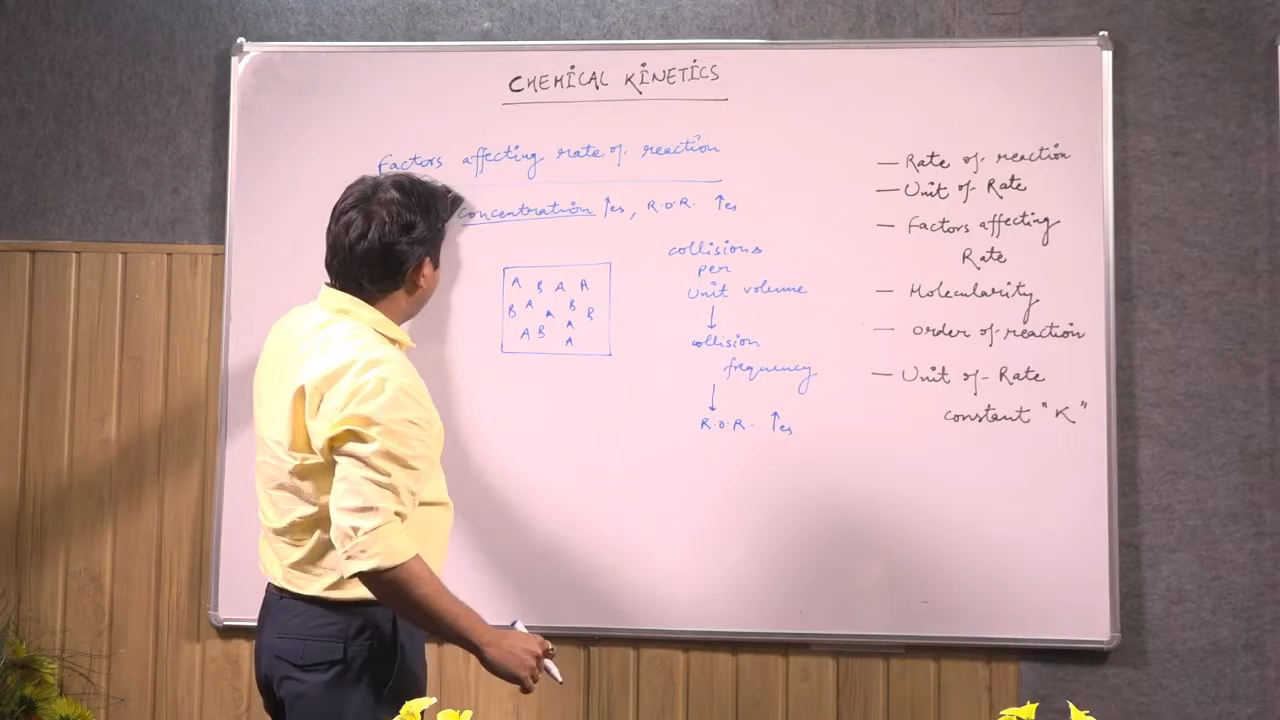 CHEMICAL KINETICS
Factors affecting rate of reaction
concentration ↑es, R.O.R. ↑es
A B A A
B A A B B
A B A
A
collisions
per
Unit volume
↓
collision
frequency
↓
R.O.R. ↑es
— Rate of reaction
— Unit of Rate
— Factors affecting
Rate
— Molecularity
— Order of reaction
— Unit of Rate
constant "K"